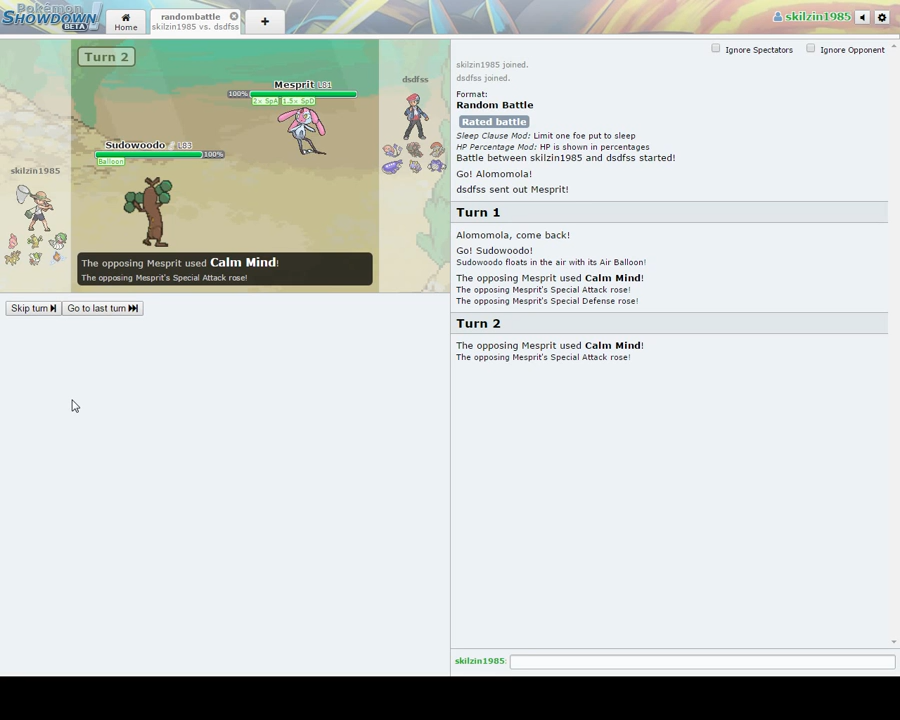 Pokémon
SHOWDOWN!
BETA
Home
randombattle
skilzin1985 vs. dsdfss
+
skilzin1985
Turn 2
Mesprit L81
100%
2× SpA 1.5× SpD
dsdfss
Sudowoodo L83
100%
Balloon
skilzin1985
The opposing Mesprit used Calm Mind!
The opposing Mesprit's Special Attack rose!
Skip turn
Go to last turn
Ignore Spectators
Ignore Opponent
skilzin1985 joined.
dsdfss joined.
Format:
Random Battle
Rated battle
Sleep Clause Mod: Limit one foe put to sleep
HP Percentage Mod: HP is shown in percentages
Battle between skilzin1985 and dsdfss started!
Go! Alomomola!
dsdfss sent out Mesprit!
Turn 1
Alomomola, come back!
Go! Sudowoodo!
Sudowoodo floats in the air with its Air Balloon!
The opposing Mesprit used Calm Mind!
The opposing Mesprit's Special Attack rose!
The opposing Mesprit's Special Defense rose!
Turn 2
The opposing Mesprit used Calm Mind!
The opposing Mesprit's Special Attack rose!
skilzin1985: